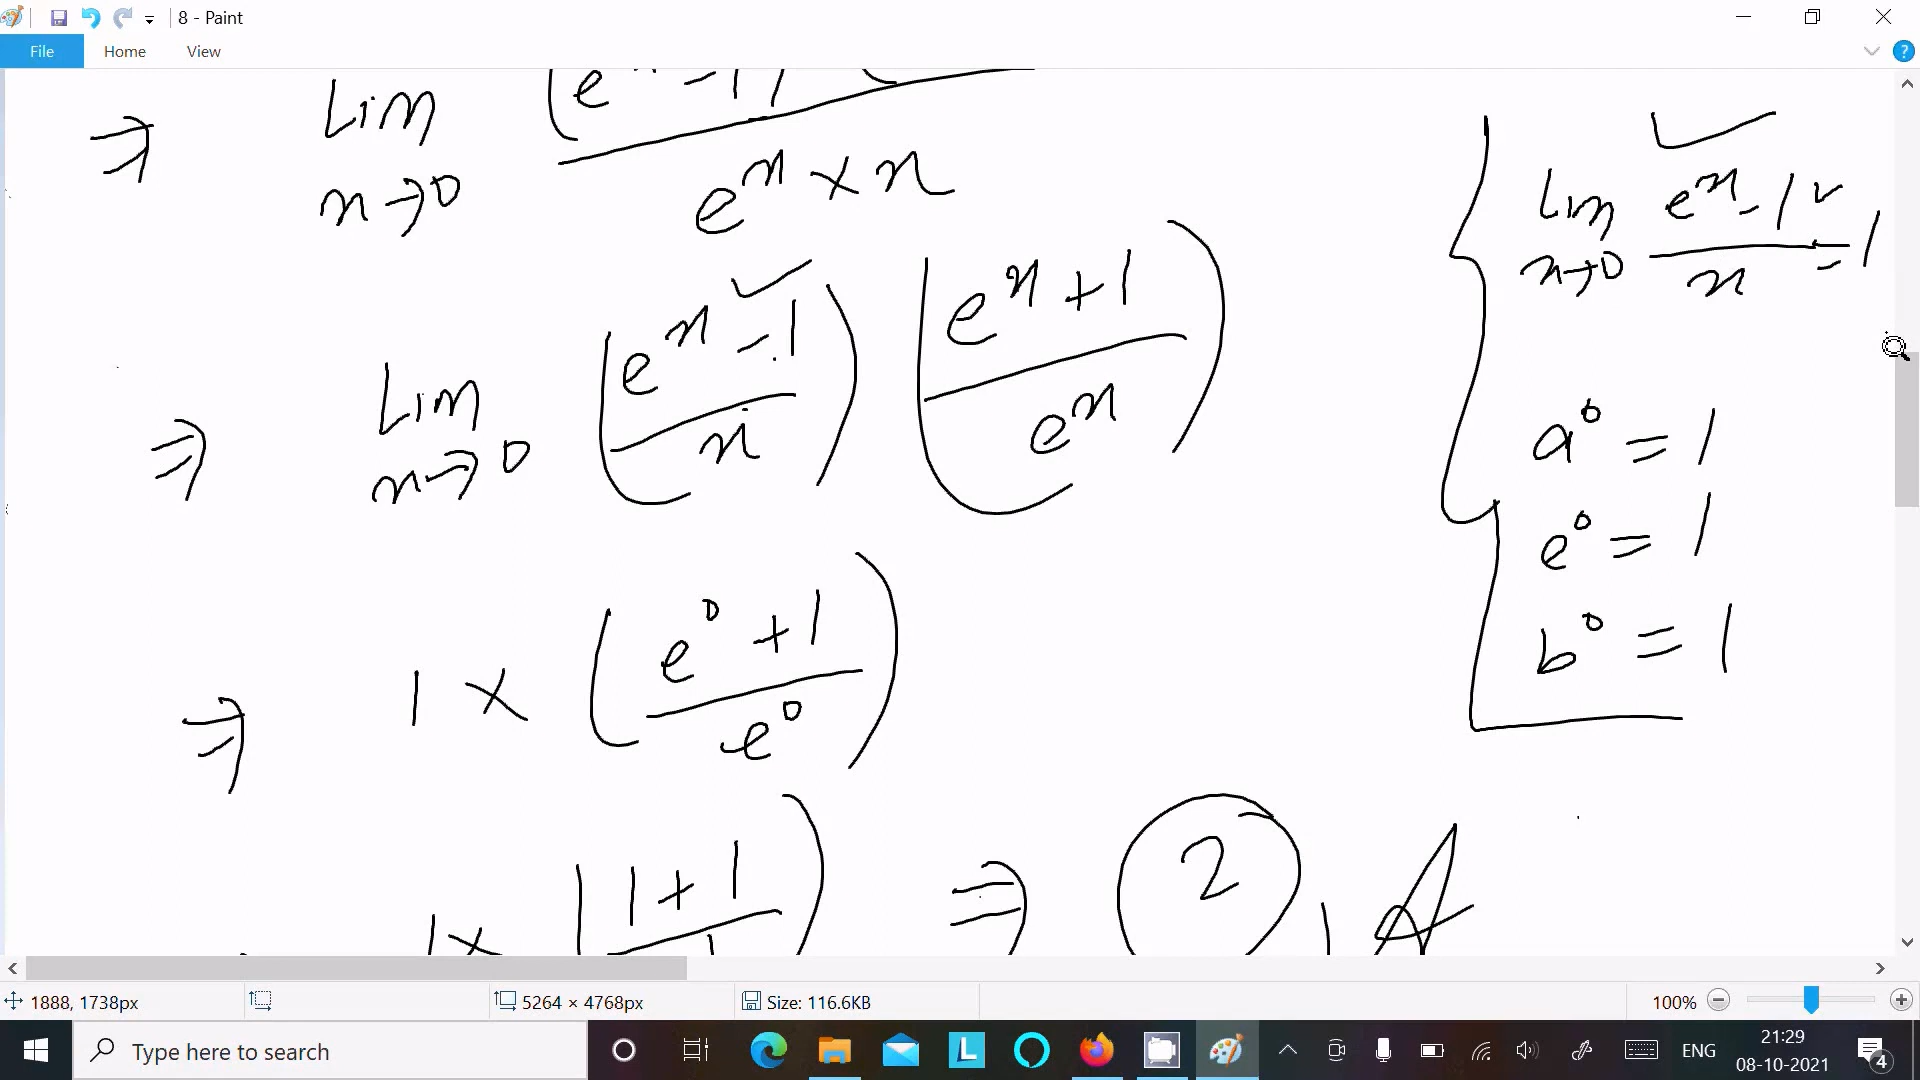 8 - Paint
File Home View
⇒ Lim x→0 (e^x - 1) / e^x × x
⇒ Lim x→0 (e^x - 1 / x) (e^x + 1 / e^x)
⇒ 1 × (e^0 + 1 / e^0)
1 × (1 + 1 / 1) ⇒ 2
Lim x→0 e^x - 1 / x = 1
a^0 = 1
e^0 = 1
b^0 = 1
1888, 1738px 5264 × 4768px Size: 116.6KB 100%
Type here to search
L
ENG
21:29
08-10-2021
4